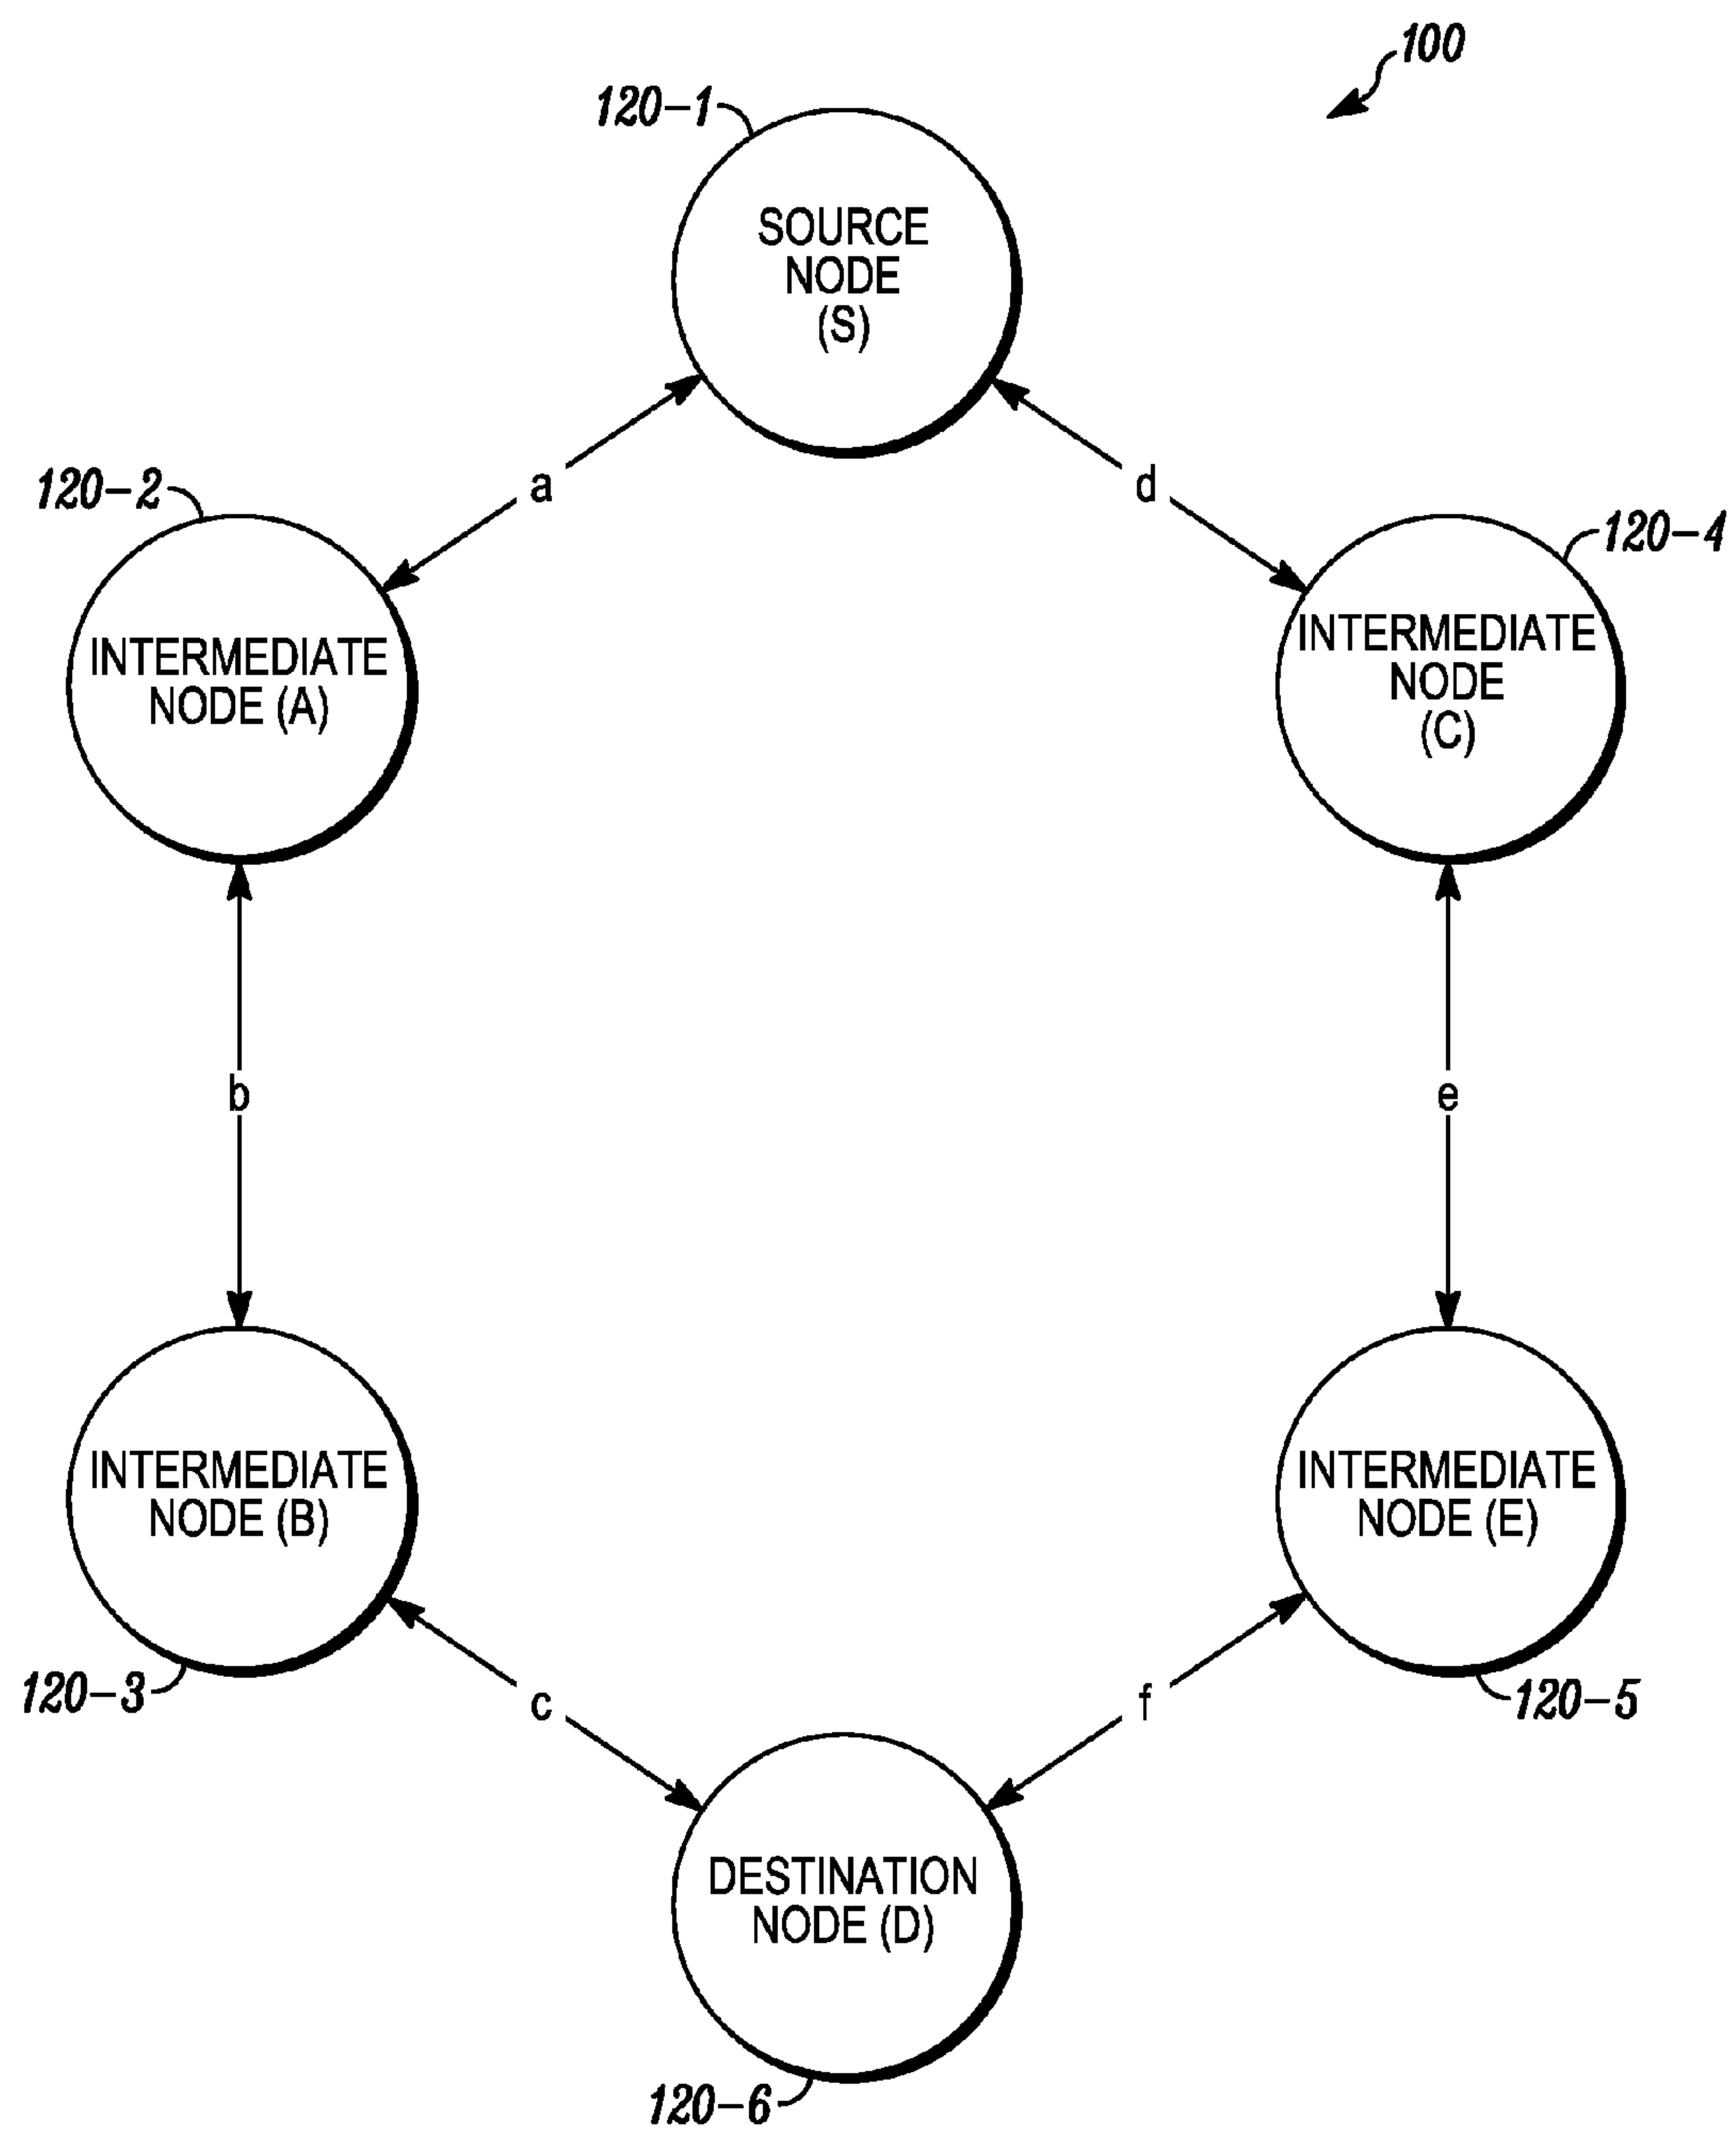 100
120-1
SOURCE
NODE
(S)
a
d
120-2
120-4
INTERMEDIATE
NODE (A)
INTERMEDIATE
NODE
(C)
b
e
INTERMEDIATE
NODE (B)
INTERMEDIATE
NODE (E)
120-3
c
f
120-5
DESTINATION
NODE (D)
120-6